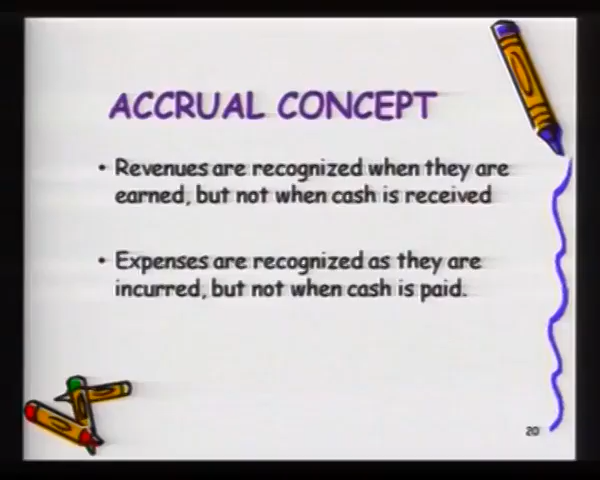 ACCRUAL CONCEPT
• Revenues are recognized when they are
earned, but not when cash is received
• Expenses are recognized as they are
incurred, but not when cash is paid.
20